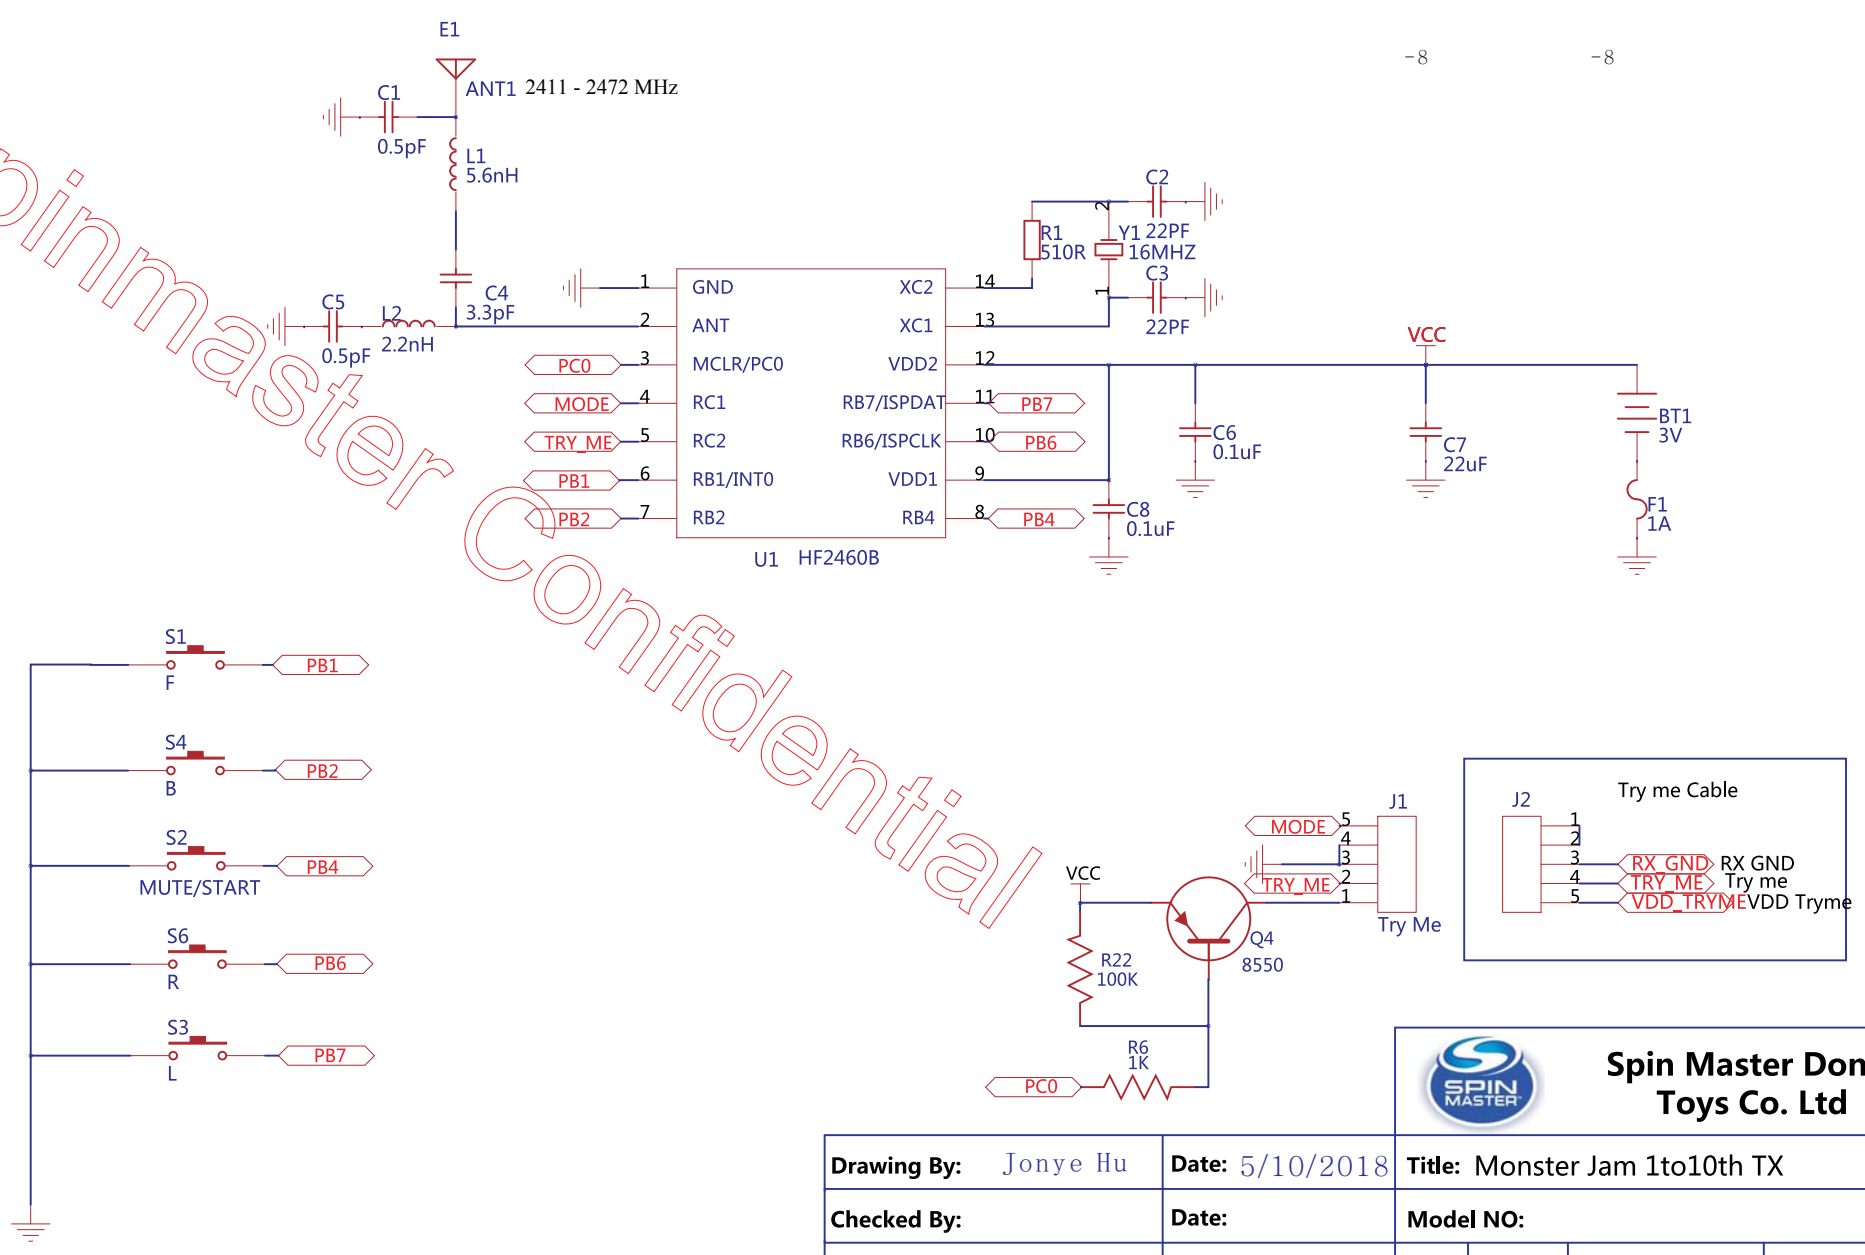 E1
ANT1 2411 - 2472 MHz
-8 -8
C1
0.5pF
L1
5.6nH
C4
3.3pF
C5
0.5pF
L2
2.2nH
C2
22PF
R1
510R
2
Y1
16MHZ
1
C3
22PF
1 GND
2 ANT
PC0 3 MCLR/PC0
MODE 4 RC1
TRY_ME 5 RC2
PB1 6 RB1/INT0
PB2 7 RB2
XC2 14
XC1 13
VDD2 12
RB7/ISPDAT 11 PB7
RB6/ISPCLK 10 PB6
VDD1 9
RB4 8 PB4
U1 HF2460B
VCC
C6
0.1uF
C7
22uF
C8
0.1uF
BT1
3V
F1
1A
pinmaster Confidential
S1
F
PB1
S4
B
PB2
S2
MUTE/START
PB4
S6
R
PB6
S3
L
PB7
VCC
R22
100K
Q4
8550
R6
1K
PC0
J1
MODE 5
4
3
TRY_ME 2
1
Try Me
Try me Cable
J2
1
2
3 RX_GND RX GND
4 TRY_ME Try me
5 VDD_TRYME VDD Tryme
SPIN
MASTER
Spin Master Don
Toys Co. Ltd
Drawing By: Jonye Hu Date: 5/10/2018 Title: Monster Jam 1to10th TX
Checked By: Date: Model NO: